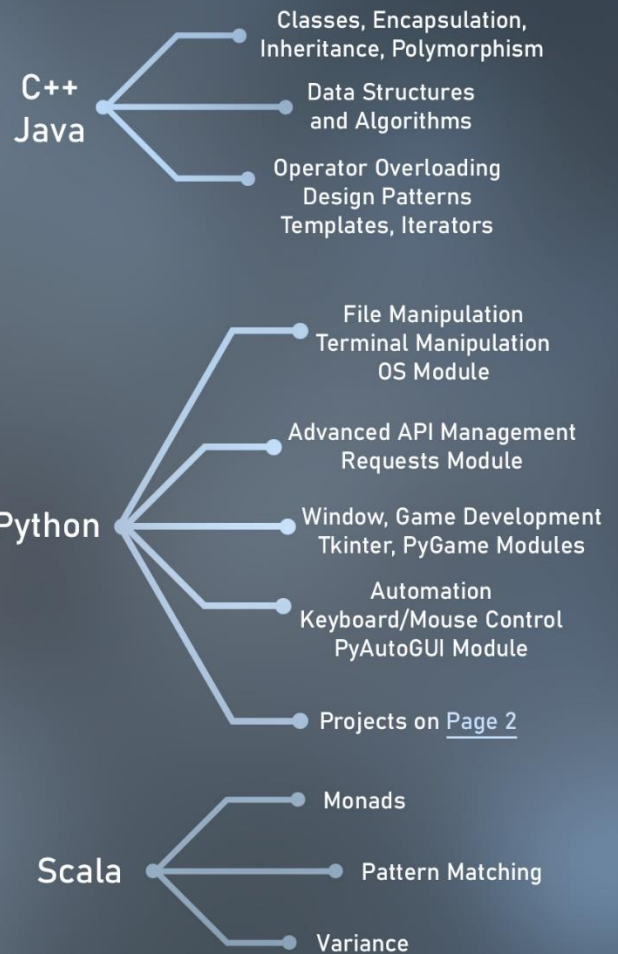 C++
Java
Classes, Encapsulation,
Inheritance, Polymorphism
Data Structures
and Algorithms
Operator Overloading
Design Patterns
Templates, Iterators
Python
File Manipulation
Terminal Manipulation
OS Module
Advanced API Management
Requests Module
Window, Game Development
Tkinter, PyGame Modules
Automation
Keyboard/Mouse Control
PyAutoGUI Module
Projects on Page 2
Scala
Monads
Pattern Matching
Variance